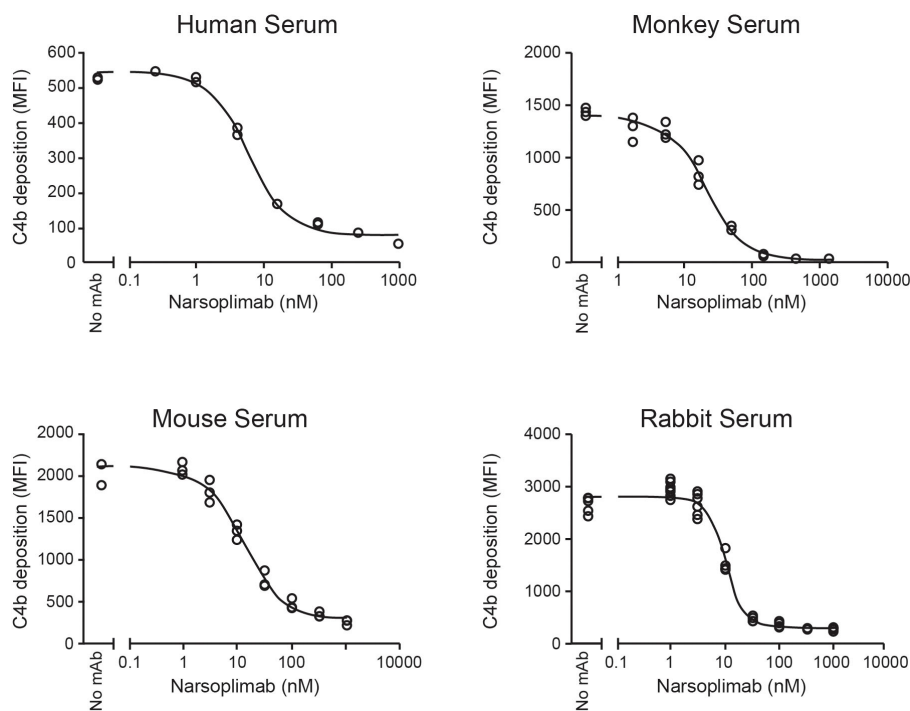 Human Serum
C4b deposition (MFI)
600
500
400
300
200
100
0
No mAb
0.1
1
10
100
1000
Narsoplimab (nM)
Monkey Serum
C4b deposition (MFI)
2000
1500
1000
500
0
No mAb
1
10
100
1000
10000
Narsoplimab (nM)
Mouse Serum
C4b deposition (MFI)
2000
2000
1500
1000
500
0
No mAb
0.1
1
10
100
10000
Narsoplimab (nM)
Rabbit Serum
C4b deposition (MFI)
4000
3000
2000
1000
0
No mAb
0.1
1
10
100
1000
10000
Narsoplimab (nM)